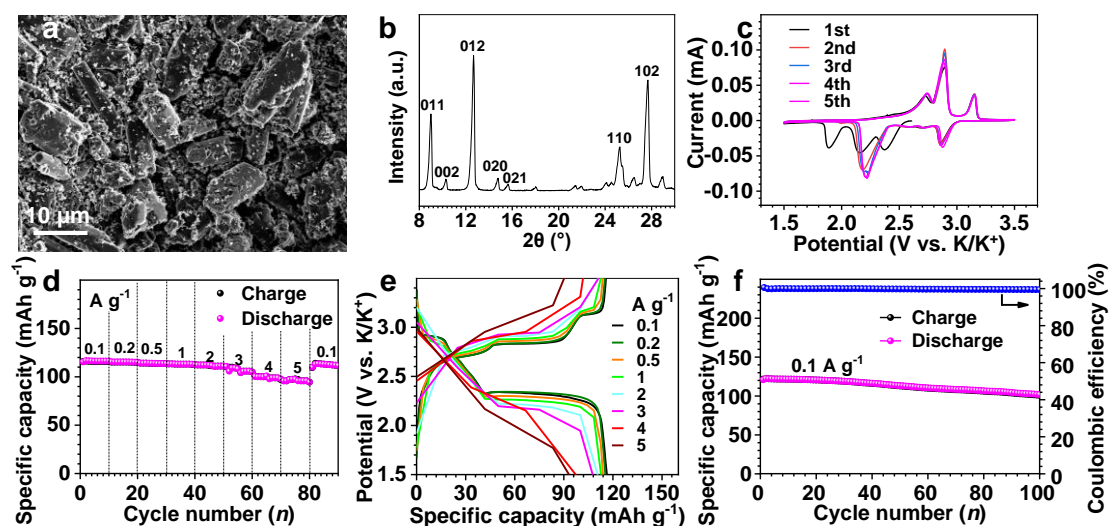 a
10 μm
b
Intensity (a.u.)
011
002
012
020
021
110
102
8 12 16 20 24 28
2θ (°)
c
Current (mA)
1st
2nd
3rd
4th
5th
0.10
0.05
0.00
-0.05
-0.10
1.5 2.0 2.5 3.0 3.5
Potential (V vs. K/K⁺)
d
Specific capacity (mAh g⁻¹)
A g⁻¹
Charge
Discharge
0.1 0.2 0.5 1 2 3 4 5 0.1
200
150
100
50
0
0 20 40 60 80
Cycle number (n)
e
Potential (V vs. K/K⁺)
A g⁻¹
0.1
0.2
0.5
1
2
3
4
5
3.0
2.5
2.0
1.5
0 30 60 90 120 150
Specific capacity (mAh g⁻¹)
f
Specific capacity (mAh g⁻¹)
Charge
Discharge
0.1 A g⁻¹
240
200
150
100
50
0
0 20 40 60 80 100
Cycle number (n)
100
80
60
40
20
0
Coulombic efficiency (%)